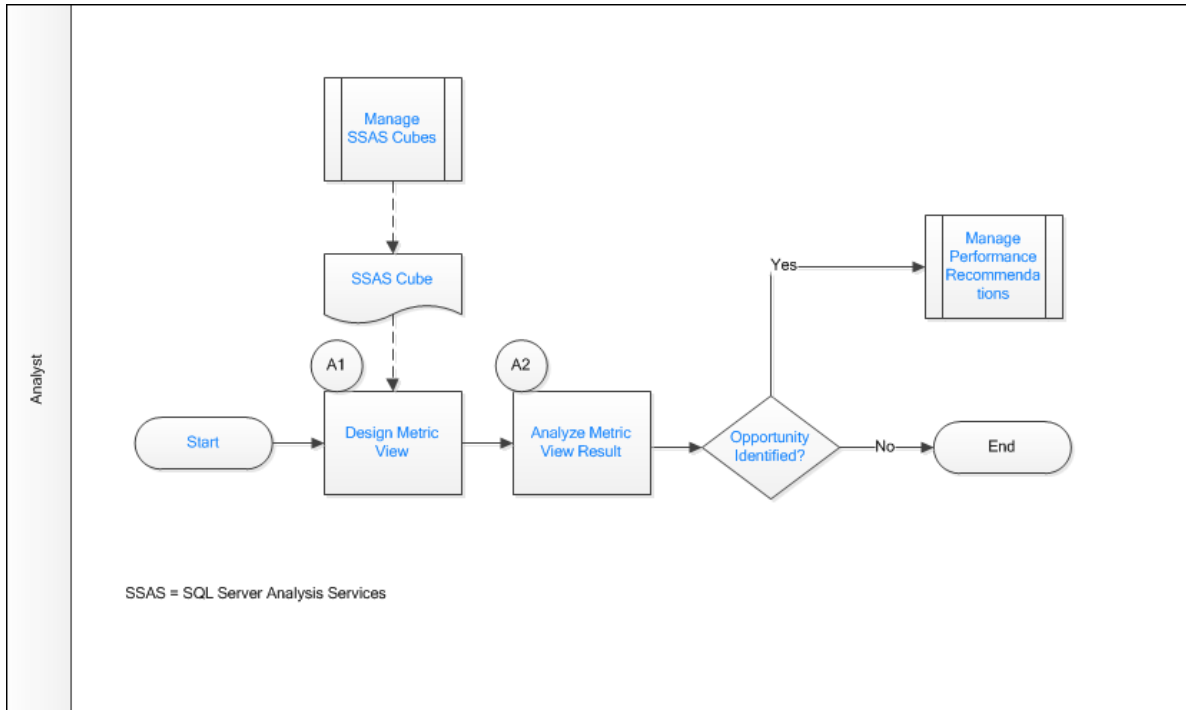 Analyst
Manage
SSAS Cubes
SSAS Cube
Manage
Performance
Recommenda
tions
Yes
A1
A2
Start
Design Metric
View
Analyze Metric
View Result
Opportunity
Identified?
No
End
SSAS = SQL Server Analysis Services